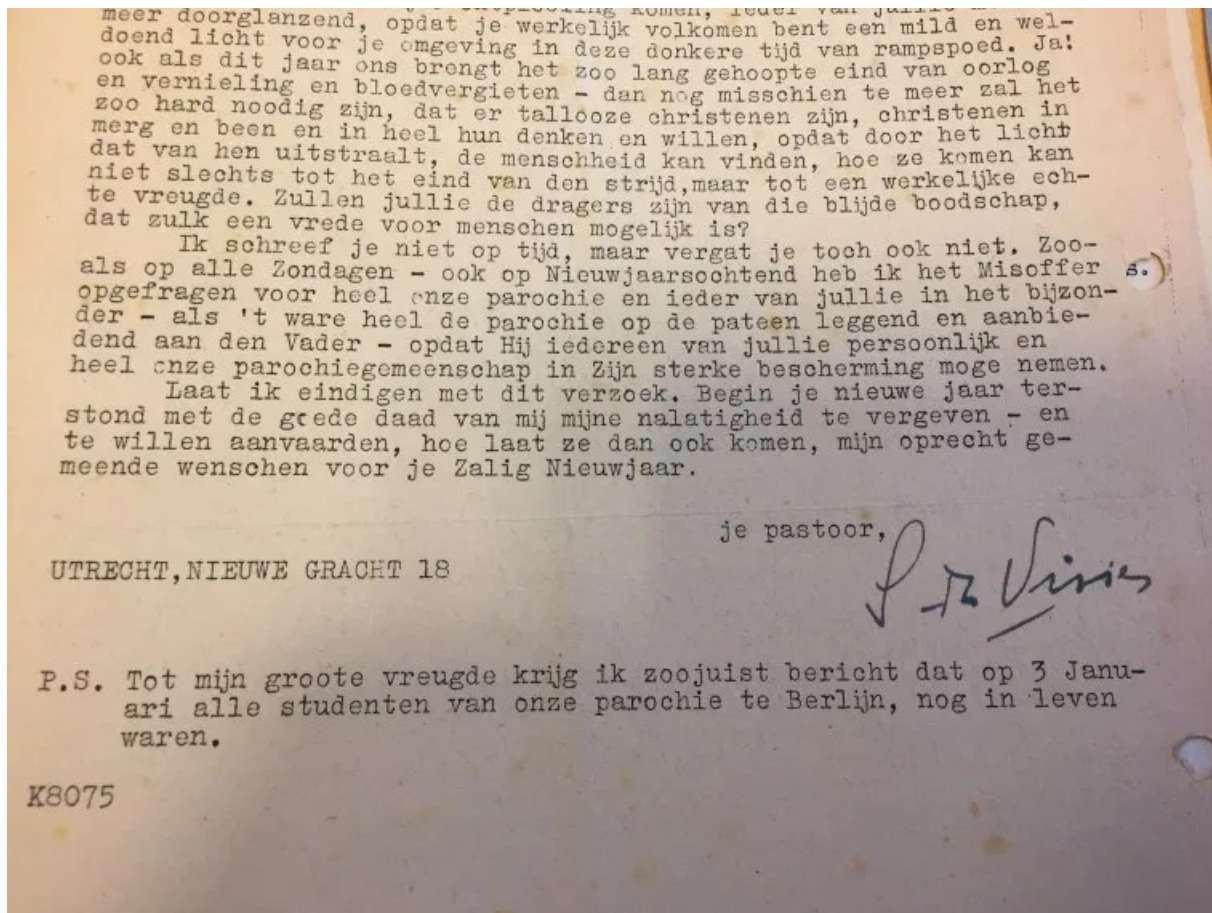 komen, ieder van jullie
meer doorglanzend, opdat je werkelijk volkomen bent een mild en wel-
doend licht voor je omgeving in deze donkere tijd van rampspoed. Ja!
ook als dit jaar ons brengt het zoo lang gehoopte eind van oorlog
en vernieling en bloedvergieten - dan nog misschien te meer zal het
zoo hard noodig zijn, dat er tallooze christenen zijn, christenen in
merg en been en in heel hun denken en willen, opdat door het licht
dat van hen uitstraalt, de menschheid kan vinden, hoe ze komen kan
niet slechts tot het eind van den strijd,maar tot een werkelijke ech-
te vreugde. Zullen jullie de dragers zijn van die blijde boodschap,
dat zulk een vrede voor menschen mogelijk is?
Ik schreef je niet op tijd, maar vergat je toch ook niet. Zoo-
als op alle Zondagen - ook op Nieuwjaarsochtend heb ik het Misoffer s.
opgefragen voor heel onze parochie en ieder van jullie in het bijzon-
der - als 't ware heel de parochie op de pateen leggend en aanbie-
dend aan den Vader - opdat Hij iedereen van jullie persoonlijk en
heel onze parochiegemeenschap in Zijn sterke bescherming moge nemen.
Laat ik eindigen met dit verzoek. Begin je nieuwe jaar ter-
stond met de goede daad van mij mijne nalatigheid te vergeven - en
te willen aanvaarden, hoe laat ze dan ook komen, mijn oprecht ge-
meende wenschen voor je Zalig Nieuwjaar.
je pastoor,
UTRECHT,NIEUWE GRACHT 18
P.S. Tot mijn groote vreugde krijg ik zoojuist bericht dat op 3 Janu-
ari alle studenten van onze parochie te Berlijn, nog in leven
waren.
K8075